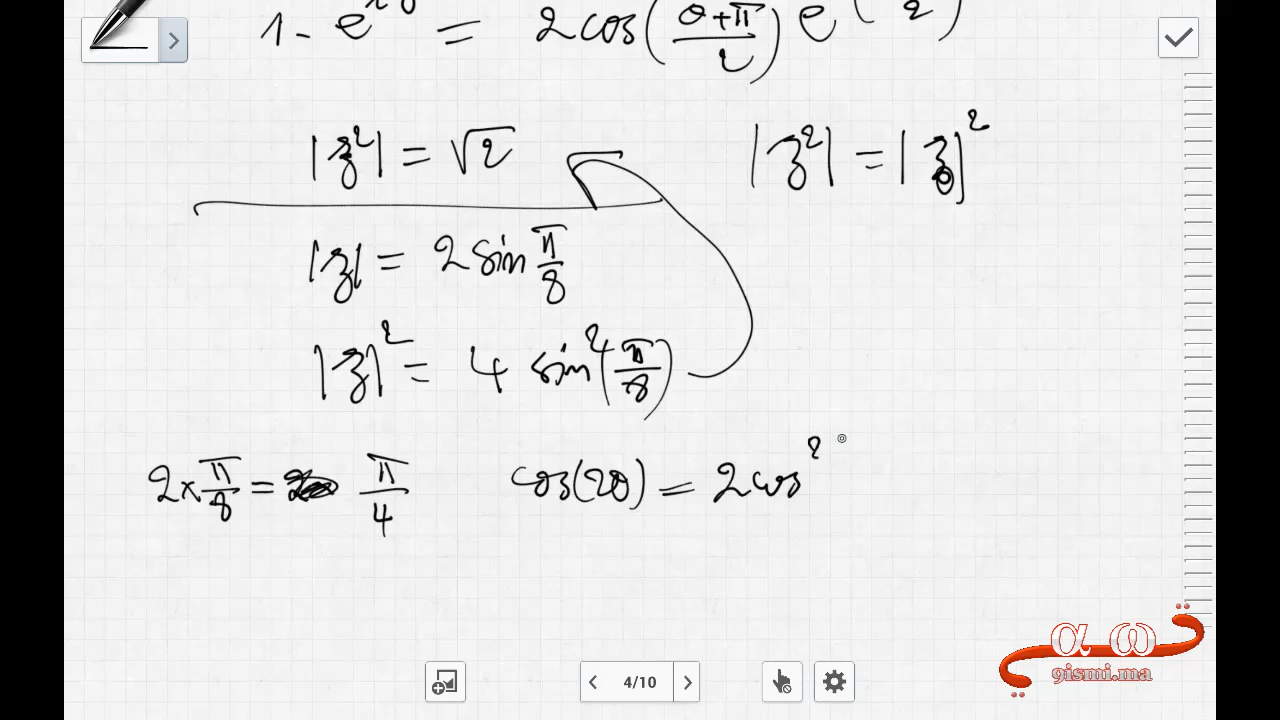 1 - e^{iθ} = 2cos((θ+π)/2) e
|z²| = √2
|z²| = |z|²
|z| = 2 sin π/8
|z|² = 4 sin²(π/8)
2×π/8 = π/4
cos(2θ) = 2cos²
α ω
9ismi.ma
4/10